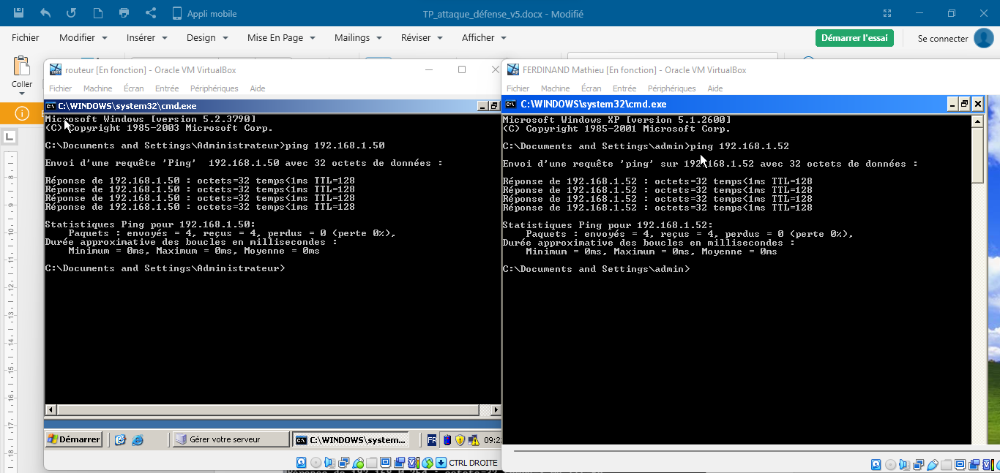 Appli mobile
TP_attaque_défense_v5.docx - Modifié
Fichier Modifier Insérer Design Mise En Page Mailings Réviser Afficher
Démarrer l'essai
Se connecter
Coller
routeur [En fonction] - Oracle VM VirtualBox
Fichier Machine Écran Entrée Périphériques Aide
C:\WINDOWS\system32\cmd.exe
Microsoft Windows [version 5.2.3790]
(C) Copyright 1985-2003 Microsoft Corp.
C:\Documents and Settings\Administrateur>ping 192.168.1.50
Envoi d'une requête 'Ping' 192.168.1.50 avec 32 octets de données :
Réponse de 192.168.1.50 : octets=32 temps<1ms TTL=128
Réponse de 192.168.1.50 : octets=32 temps<1ms TTL=128
Réponse de 192.168.1.50 : octets=32 temps<1ms TTL=128
Réponse de 192.168.1.50 : octets=32 temps<1ms TTL=128
Statistiques Ping pour 192.168.1.50:
Paquets : envoyés = 4, reçus = 4, perdus = 0 (perte 0%),
Durée approximative des boucles en millisecondes :
Minimum = 0ms, Maximum = 0ms, Moyenne = 0ms
C:\Documents and Settings\Administrateur>
Démarrer
Gérer votre serveur
C:\WINDOWS\system...
FR
CTRL DROITE
FERDINAND Mathieu [En fonction] - Oracle VM VirtualBox
Fichier Machine Écran Entrée Périphériques Aide
C:\WINDOWS\system32\cmd.exe
Microsoft Windows XP [version 5.1.2600]
(C) Copyright 1985-2001 Microsoft Corp.
C:\Documents and Settings\admin>ping 192.168.1.52
Envoi d'une requête 'ping' sur 192.168.1.52 avec 32 octets de données :
Réponse de 192.168.1.52 : octets=32 temps<1ms TTL=128
Réponse de 192.168.1.52 : octets=32 temps<1ms TTL=128
Réponse de 192.168.1.52 : octets=32 temps<1ms TTL=128
Réponse de 192.168.1.52 : octets=32 temps<1ms TTL=128
Statistiques Ping pour 192.168.1.52:
Paquets : envoyés = 4, reçus = 4, perdus = 0 (perte 0%),
Durée approximative des boucles en millisecondes :
Minimum = 0ms, Maximum = 0ms, Moyenne = 0ms
C:\Documents and Settings\admin>